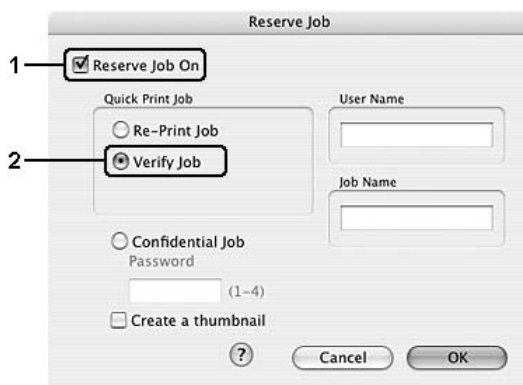 Reserve Job
1
Reserve Job On
Quick Print Job
Re-Print Job
2
Verify Job
User Name
Job Name
Confidential Job
Password
(1-4)
Create a thumbnail
?
Cancel
OK